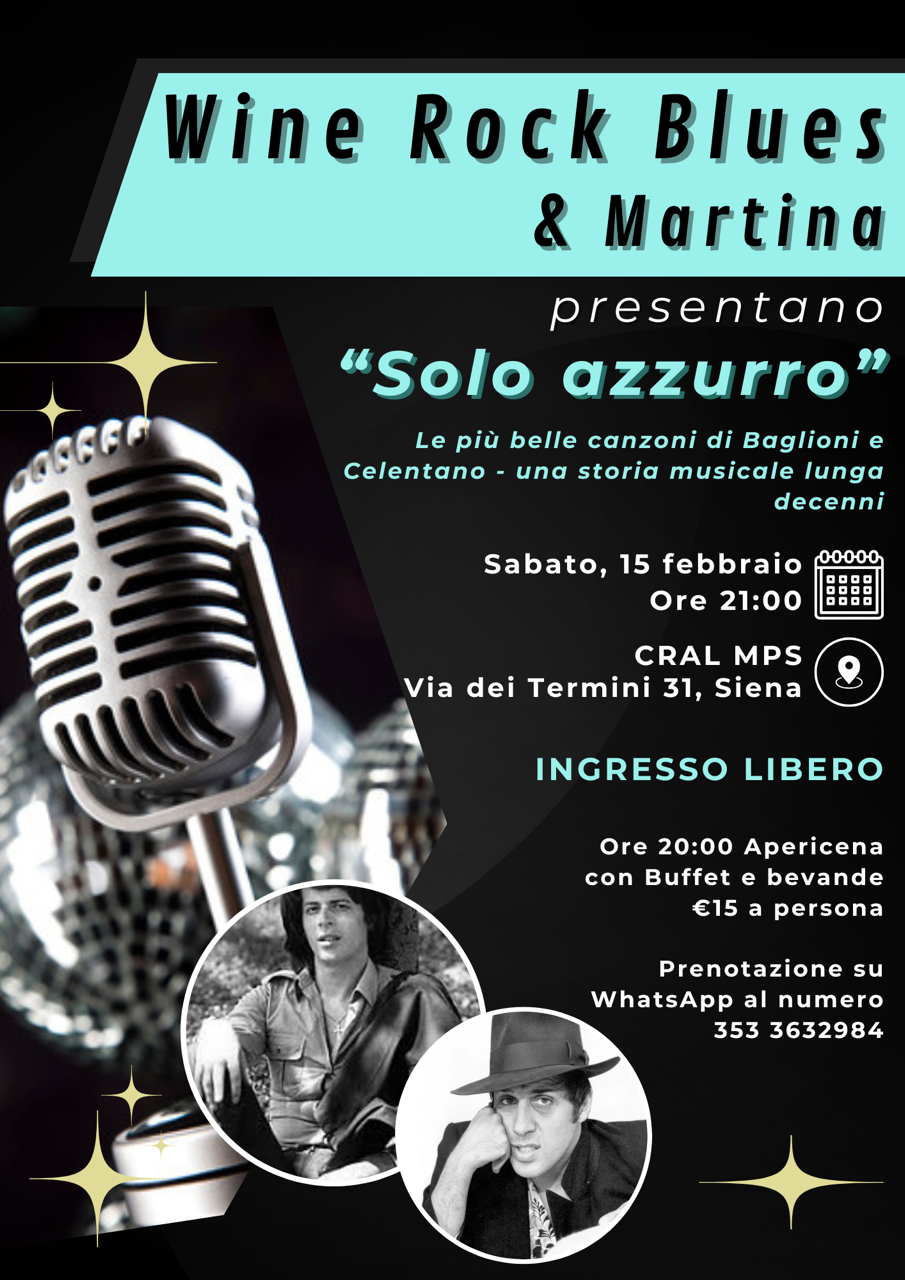 Wine Rock Blues
& Martina
presentano
“Solo azzurro”
Le più belle canzoni di Baglioni e
Celentano - una storia musicale lunga
decenni
Sabato, 15 febbraio
Ore 21:00
CRAL MPS
Via dei Termini 31, Siena
INGRESSO LIBERO
Ore 20:00 Apericena
con Buffet e bevande
€15 a persona
Prenotazione su
WhatsApp al numero
353 3632984